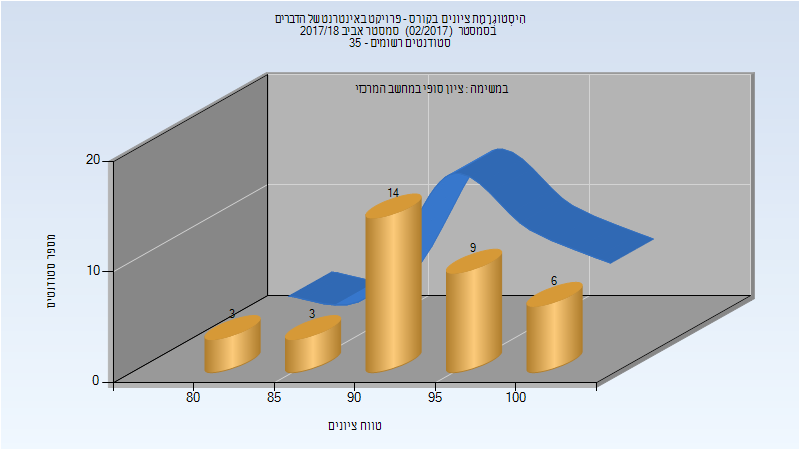 היסטוגרמת ציונים בקורס - פרויקט באינטרנט של הדברים
בסמסטר (02/2017) סמסטר אביב 2017/18
סטודנטים רשומים - 35
במשימה : ציון סופי במחשב המרכזי
מספר סטודנטים
20
10
0
3
3
14
9
6
80
85
90
95
100
טווח ציונים